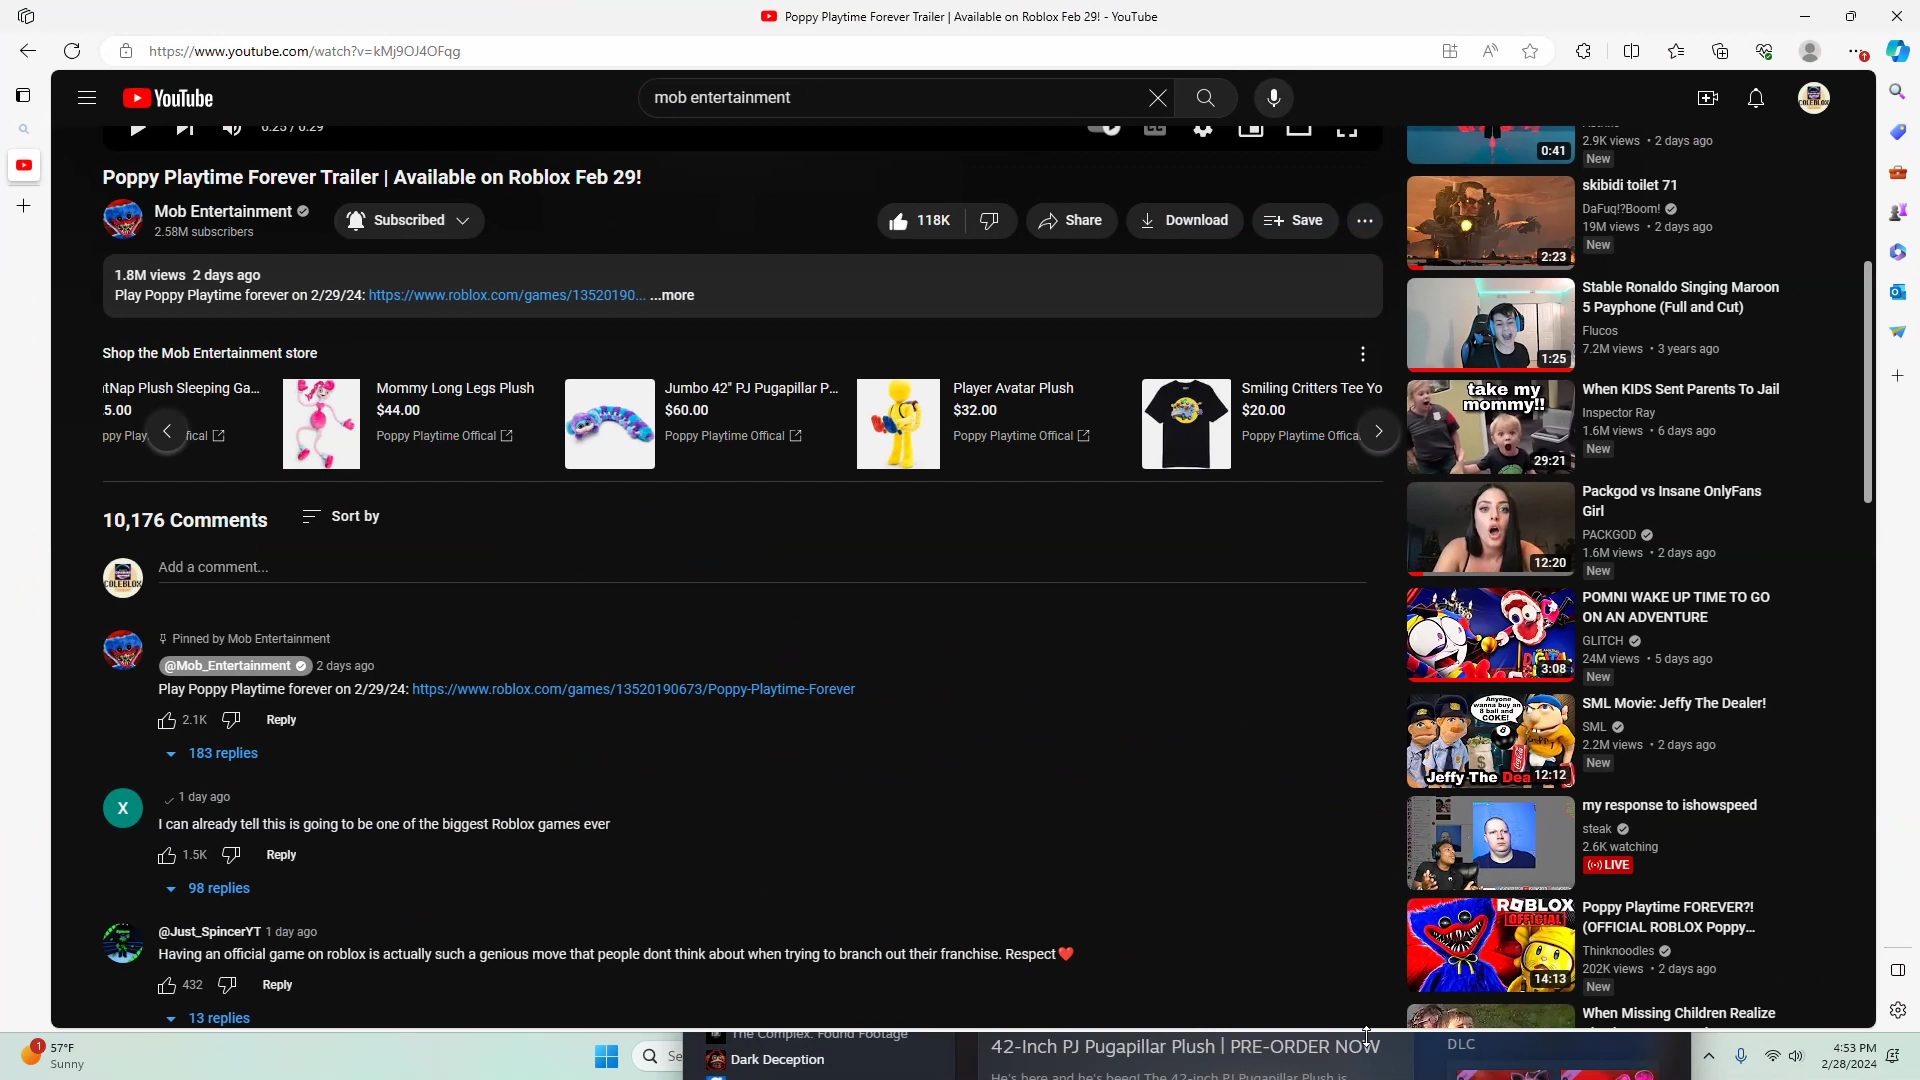 Poppy Playtime Forever Trailer | Available on Roblox Feb 29! - YouTube
https://www.youtube.com/watch?v=kMj9OJ4OFqg
YouTube
mob entertainment
COLEBLOX
0:25 / 0:29
Poppy Playtime Forever Trailer | Available on Roblox Feb 29!
Mob Entertainment
2.58M subscribers
Subscribed
118K
Share
Download
Save
1.8M views 2 days ago
Play Poppy Playtime forever on 2/29/24: https://www.roblox.com/games/13520190... ...more
Shop the Mob Entertainment store
tNap Plush Sleeping Ga...
5.00
ppy Play
fical
Mommy Long Legs Plush
$44.00
Poppy Playtime Offical
Jumbo 42" PJ Pugapillar P...
$60.00
Poppy Playtime Offical
Player Avatar Plush
$32.00
Poppy Playtime Offical
Smiling Critters Tee Yo
$20.00
Poppy Playtime Offica
10,176 Comments
Sort by
COLEBLOX
Add a comment...
Pinned by Mob Entertainment
@Mob_Entertainment 2 days ago
Play Poppy Playtime forever on 2/29/24: https://www.roblox.com/games/13520190673/Poppy-Playtime-Forever
2.1K Reply
183 replies
X
1 day ago
I can already tell this is going to be one of the biggest Roblox games ever
1.5K Reply
98 replies
@Just_SpincerYT 1 day ago
Having an official game on roblox is actually such a genious move that people dont think about when trying to branch out their franchise. Respect❤️
432 Reply
13 replies
0:41
2.9K views • 2 days ago
New
2:23
skibidi toilet 71
DaFuq!?Boom!
19M views • 2 days ago
New
1:25
Stable Ronaldo Singing Maroon
5 Payphone (Full and Cut)
Flucos
7.2M views • 3 years ago
take my
mommy!!
29:21
When KIDS Sent Parents To Jail
Inspector Ray
1.6M views • 6 days ago
New
12:20
Packgod vs Insane OnlyFans
Girl
PACKGOD
1.6M views • 2 days ago
New
3:08
POMNI WAKE UP TIME TO GO
ON AN ADVENTURE
GLITCH
24M views • 5 days ago
New
Anyone
wanna buy an
8 ball and
COKE!
Jeffy The Dea
12:12
SML Movie: Jeffy The Dealer!
SML
2.2M views • 2 days ago
New
my response to ishowspeed
steak
2.6K watching
LIVE
ROBLOX
OFFICIAL
14:13
Poppy Playtime FOREVER?!
(OFFICIAL ROBLOX Poppy...
Thinknoodles
202K views • 2 days ago
New
When Missing Children Realize
1
57°F
Sunny
Se
The Complex: Found Footage
Dark Deception
42-Inch PJ Pugapillar Plush | PRE-ORDER NOW
He's here and he's beeg! The 42-inch PJ Pugapillar Plush is
DLC
4:53 PM
2/28/2024